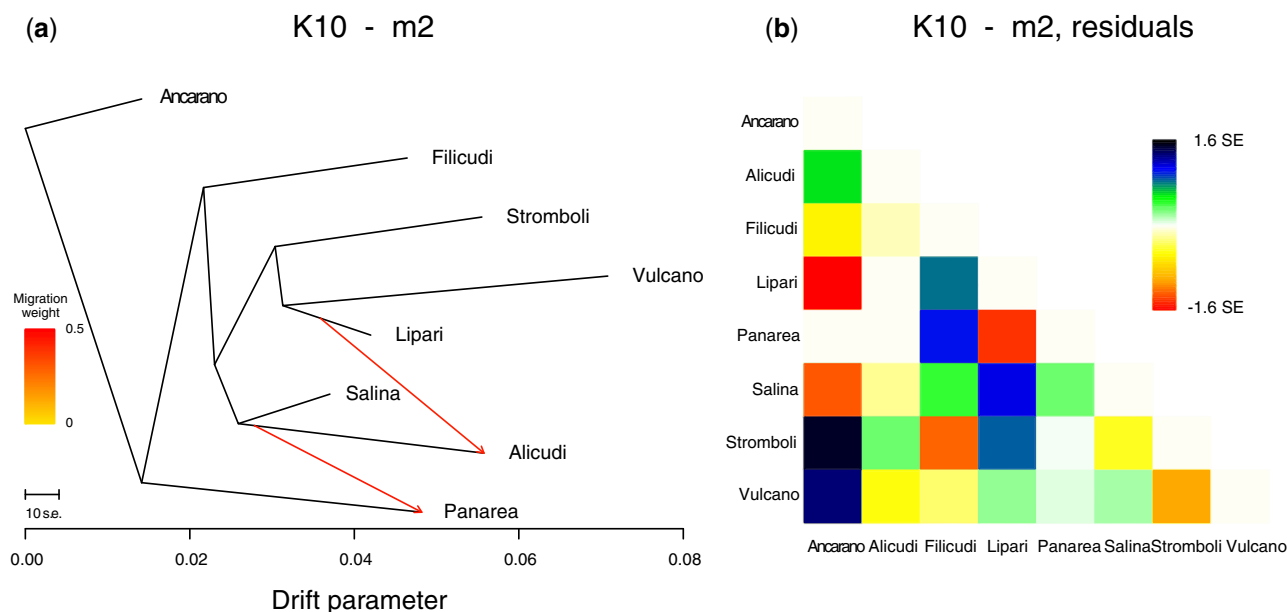 (a)
K10 - m2
Ancarano
Filicudi
Stromboli
Vulcano
Lipari
Salina
Alicudi
Panarea
Migration
weight
0.5
0
10 s.e.
0.00 0.02 0.04 0.06 0.08
Drift parameter
(b)
K10 - m2, residuals
Ancarano
Alicudi
Filicudi
Lipari
Panarea
Salina
Stromboli
Vulcano
1.6 SE
-1.6 SE
Ancarano Alicudi Filicudi Lipari Panarea Salina Stromboli Vulcano